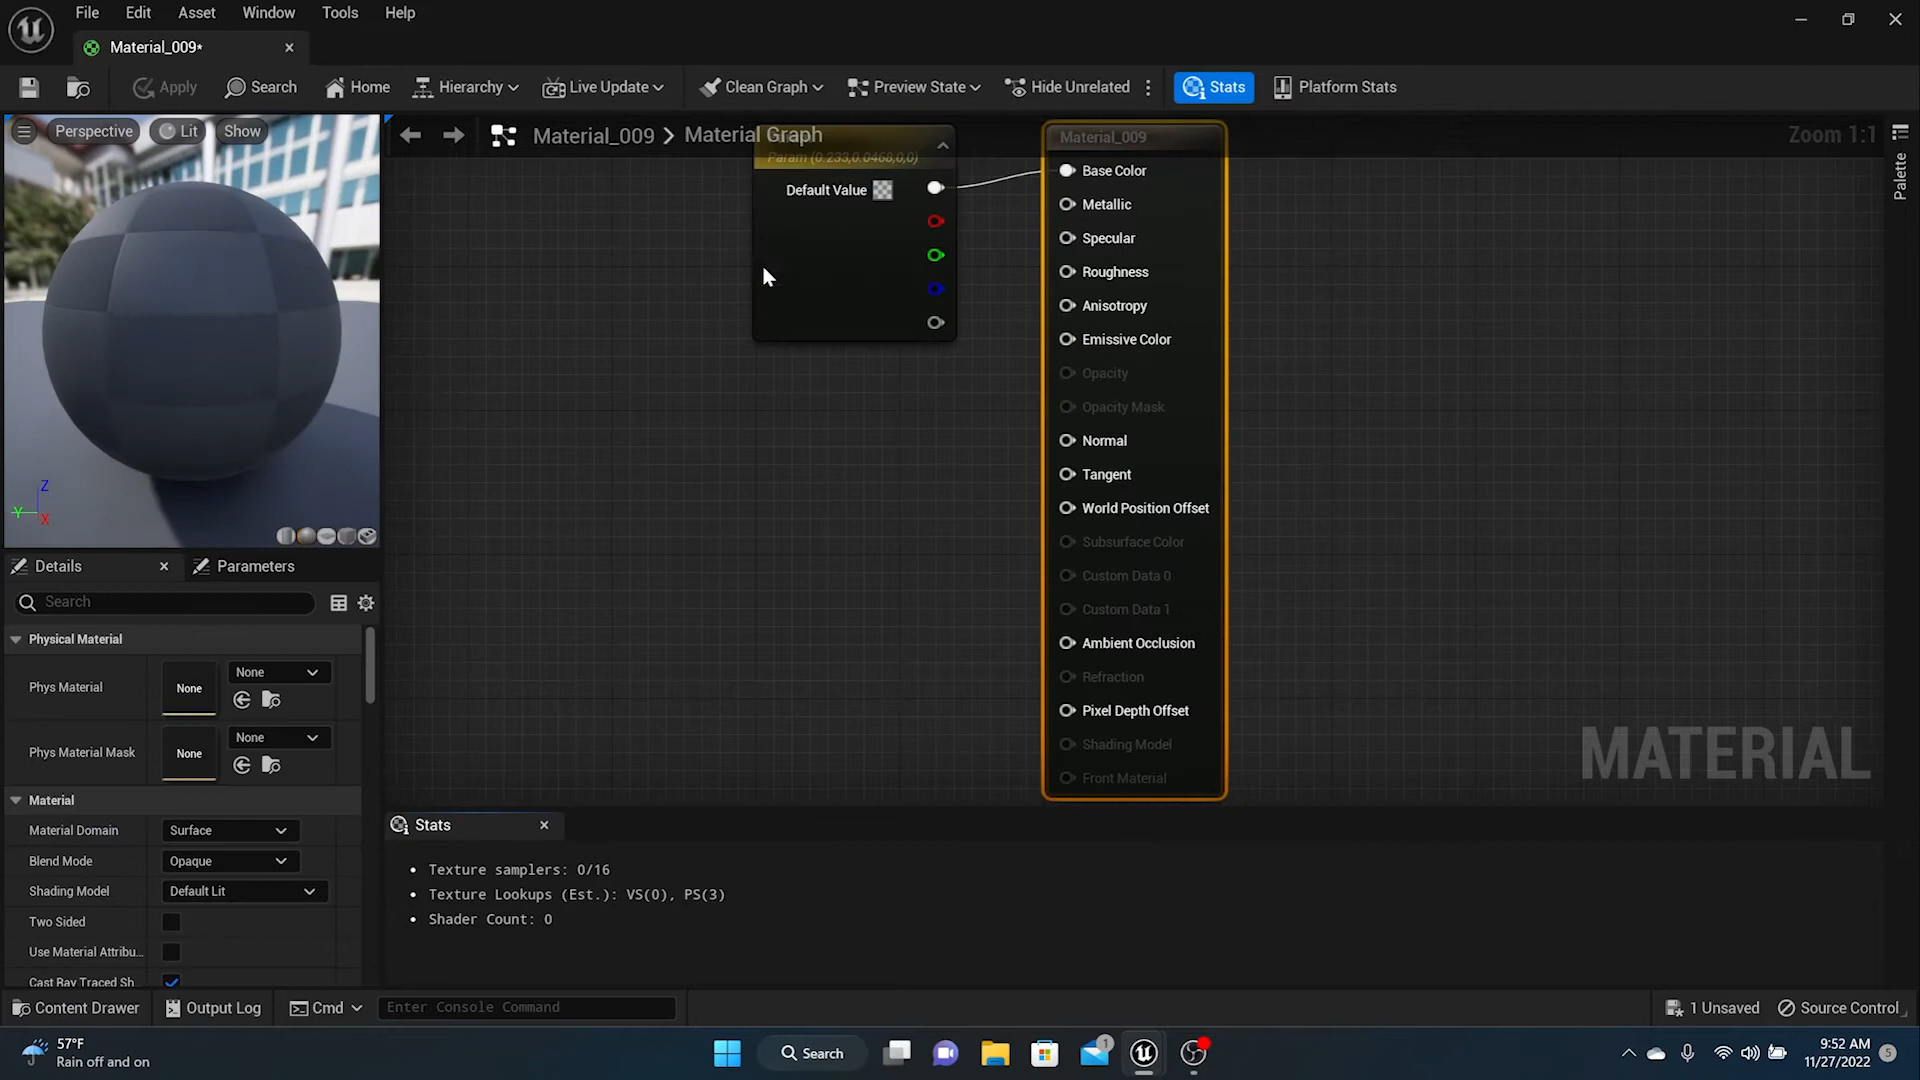 File Edit Asset Window Tools Help
Material_009*
Apply Search Home Hierarchy Live Update Clean Graph Preview State Hide Unrelated Stats Platform Stats
Perspective Lit Show
Material_009 > Material Graph
Zoom 1:1
Palette
Param (0.233,0.0468,0,0)
Default Value
Material_009
Base Color
Metallic
Specular
Roughness
Anisotropy
Emissive Color
Opacity
Opacity Mask
Normal
Tangent
World Position Offset
Subsurface Color
Custom Data 0
Custom Data 1
Ambient Occlusion
Refraction
Pixel Depth Offset
Shading Model
Front Material
MATERIAL
Z
Y
X
Details Parameters
Search
Physical Material
Phys Material None None
Phys Material Mask None None
Material
Material Domain Surface
Blend Mode Opaque
Shading Model Default Lit
Two Sided
Use Material Attribu...
Cast Ray Traced Sh
Stats
• Texture samplers: 0/16
• Texture Lookups (Est.): VS(0), PS(3)
• Shader Count: 0
Content Drawer Output Log Cmd Enter Console Command 1 Unsaved Source Control
57°F
Rain off and on
Search
1
9:52 AM
11/27/2022
5